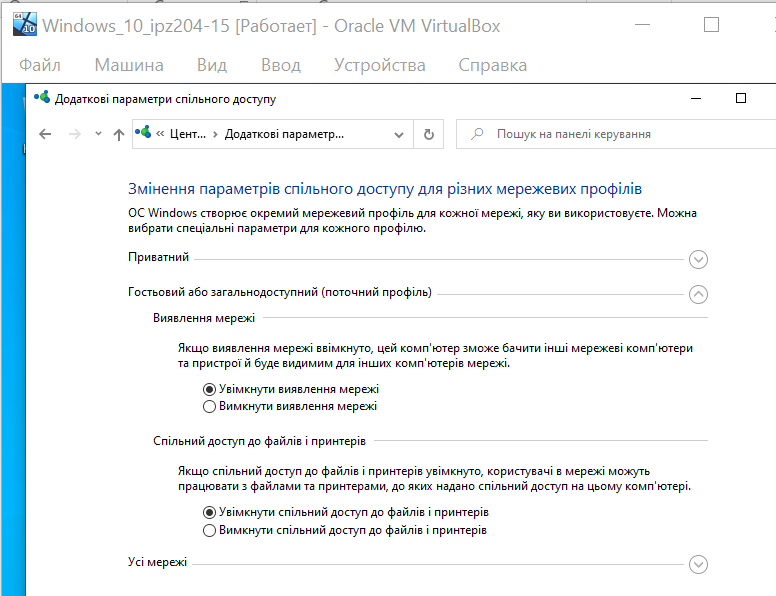 Windows_10_ipz204-15 [Работает] - Oracle VM VirtualBox
Файл Машина Вид Ввод Устройства Справка
Додаткові параметри спільного доступу
« Цент... › Додаткові параметр...
Пошук на панелі керування
Змінення параметрів спільного доступу для різних мережевих профілів
ОС Windows створює окремий мережевий профіль для кожної мережі, яку ви використовуєте. Можна
вибрати спеціальні параметри для кожного профілю.
Приватний
Гостьовий або загальнодоступний (поточний профіль)
Виявлення мережі
Якщо виявлення мережі ввімкнуто, цей комп'ютер зможе бачити інші мережеві комп'ютери
та пристрої й буде видимим для інших комп'ютерів мережі.
Увімкнути виявлення мережі
Вимкнути виявлення мережі
Спільний доступ до файлів і принтерів
Якщо спільний доступ до файлів і принтерів увімкнуто, користувачі в мережі можуть
працювати з файлами та принтерами, до яких надано спільний доступ на цьому комп'ютері.
Увімкнути спільний доступ до файлів і принтерів
Вимкнути спільний доступ до файлів і принтерів
Усі мережі